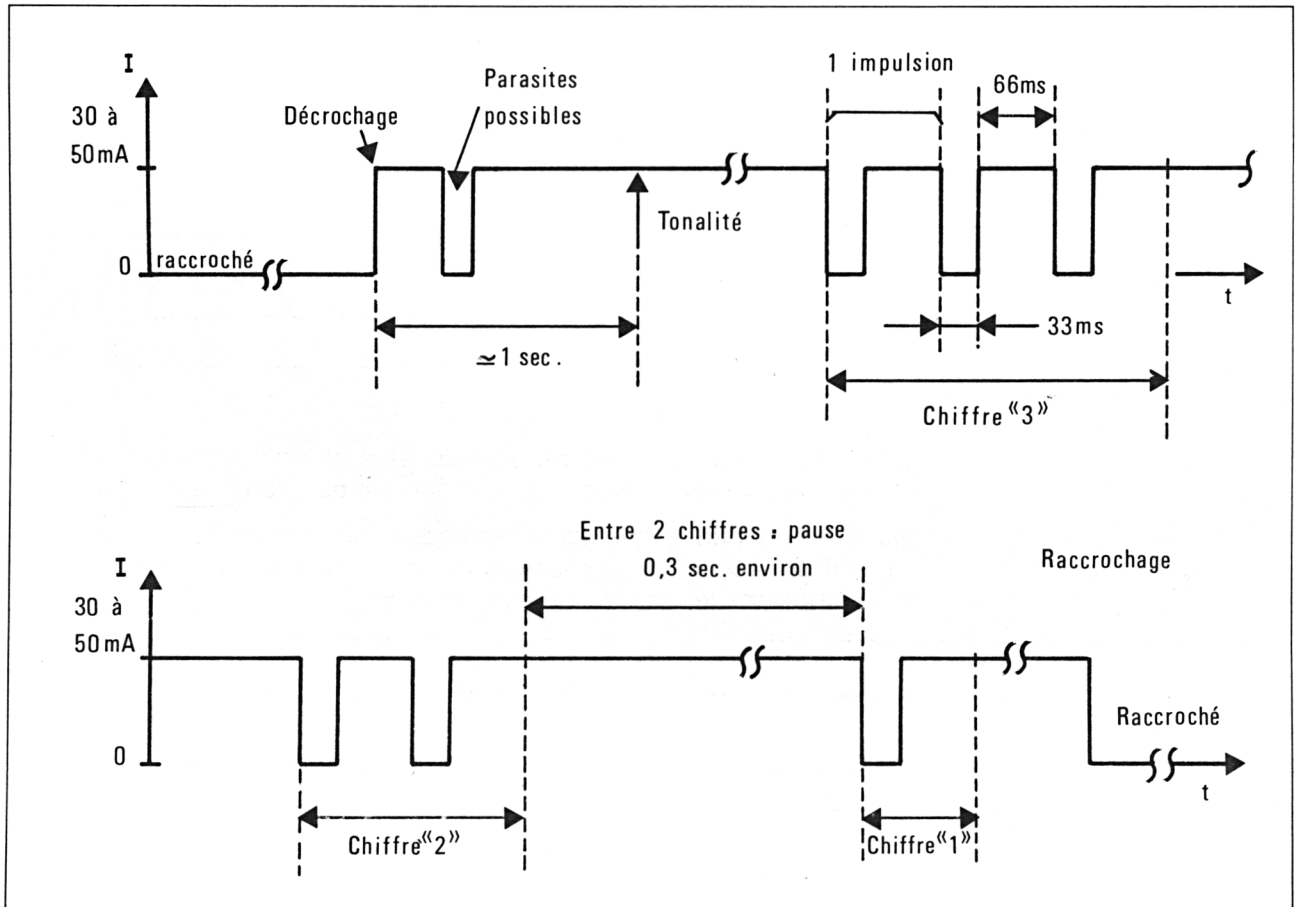 I
30 à
50mA
0
raccroché
Décrochage
Parasites
possibles
Tonalité
≃1 sec.
1 impulsion
66ms
33ms
t
Chiffre «3»
Entre 2 chiffres : pause
0,3 sec. environ
Raccrochage
I
30 à
50mA
0
Raccroché
t
Chiffre «2»
Chiffre «1»